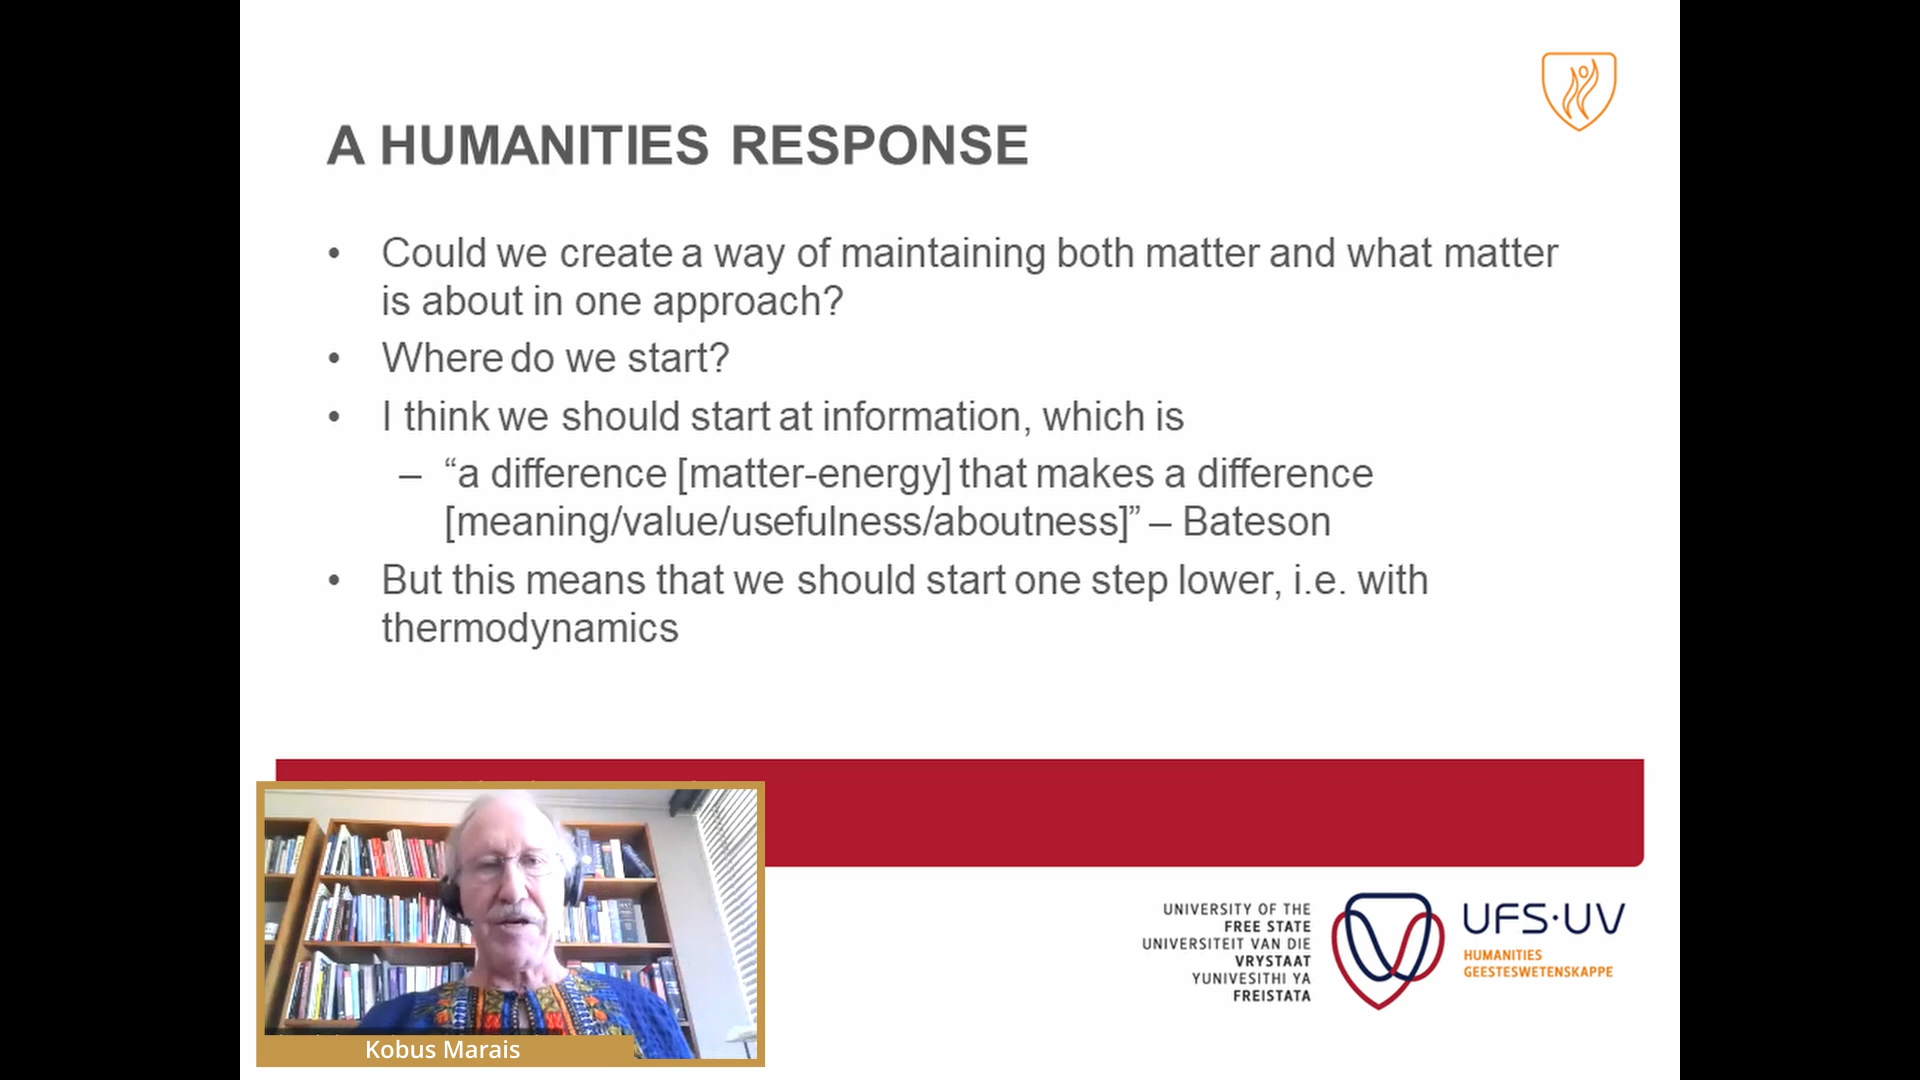 A HUMANITIES RESPONSE
• Could we create a way of maintaining both matter and what matter
is about in one approach?
• Where do we start?
• I think we should start at information, which is
– “a difference [matter-energy] that makes a difference
[meaning/value/usefulness/aboutness]” – Bateson
• But this means that we should start one step lower, i.e. with
thermodynamics
Kobus Marais
UNIVERSITY OF THE
FREE STATE
UNIVERSITEIT VAN DIE
VRYSTAAT
YUNIVESITHI YA
FREISTATA
UFS·UV
HUMANITIES
GEESTESWETENSKAPPE